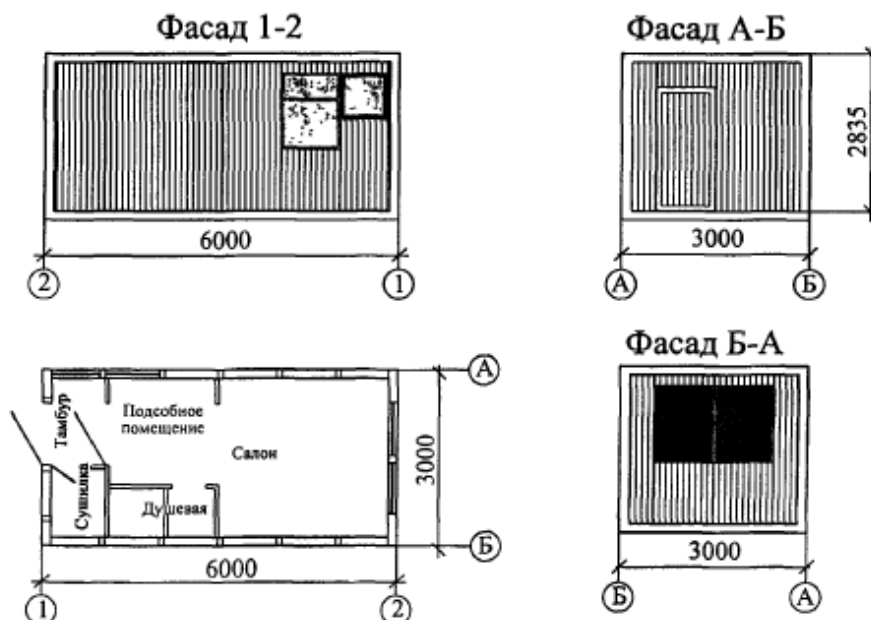 Фасад 1-2
6000
2
1
Фасад А-Б
2835
3000
А
Б
Тамбур
Подсобное
помещение
Салон
Сушилка
Душевая
А
3000
Б
6000
1
2
Фасад Б-А
3000
Б
А